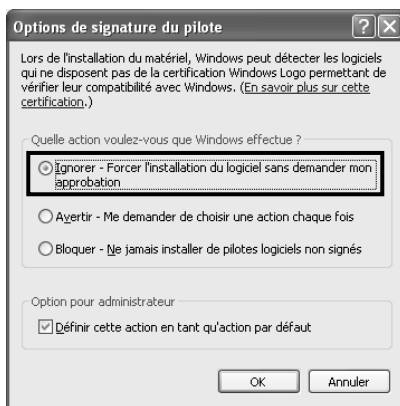 Options de signature du pilote
Lors de l'installation du matériel, Windows peut détecter les logiciels
qui ne disposent pas de la certification Windows Logo permettant de
vérifier leur compatibilité avec Windows. (En savoir plus sur cette
certification.)
Quelle action voulez-vous que Windows effectue ?
Ignorer - Forcer l'installation du logiciel sans demander mon
approbation
Avertir - Me demander de choisir une action chaque fois
Bloquer - Ne jamais installer de pilotes logiciels non signés
Option pour administrateur
Définir cette action en tant qu'action par défaut
OK
Annuler